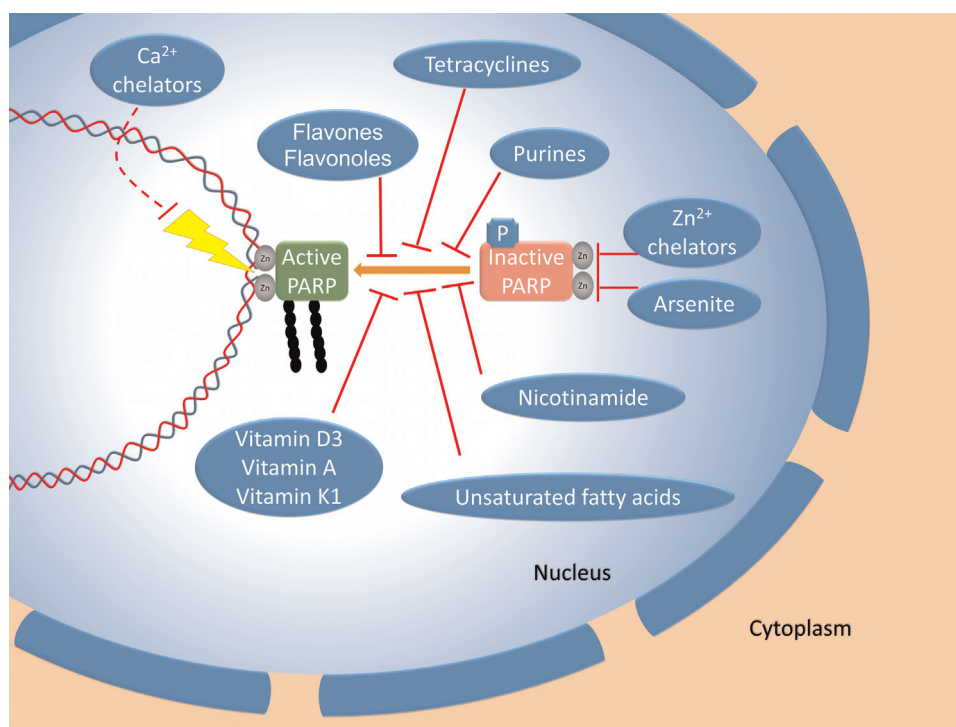 Ca²⁺
chelators
Tetracyclines
Flavones
Flavonoles
Purines
Zn²⁺
chelators
P
Zn
Zn
Active
PARP
Inactive
PARP
Zn
Zn
Arsenite
Nicotinamide
Vitamin D3
Vitamin A
Vitamin K1
Unsaturated fatty acids
Nucleus
Cytoplasm